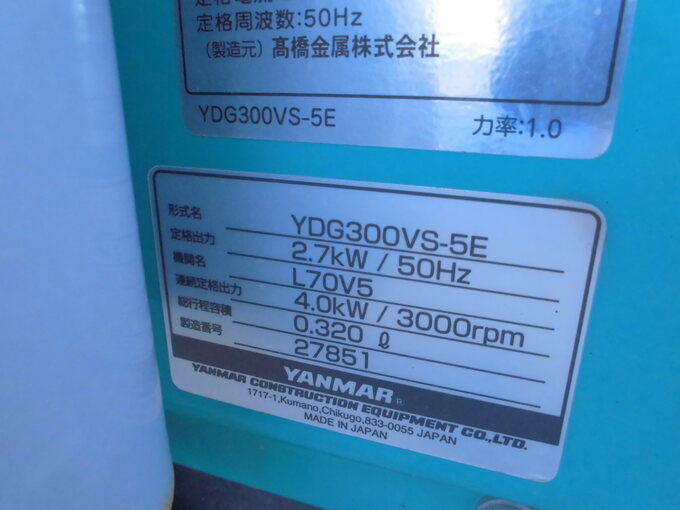 定格周波数:50Hz
(製造元) 髙橋金属株式会社
YDG300VS-5E 力率:1.0
形式名 YDG300VS-5E
定格出力 2.7kW / 50Hz
機関名 L70V5
連続定格出力 4.0kW / 3000rpm
総行程容積 0.320 ℓ
製造番号 27851
YANMAR
YANMAR CONSTRUCTION EQUIPMENT CO.,LTD.
1717-1,Kumano,Chikugo,833-0055 JAPAN
MADE IN JAPAN